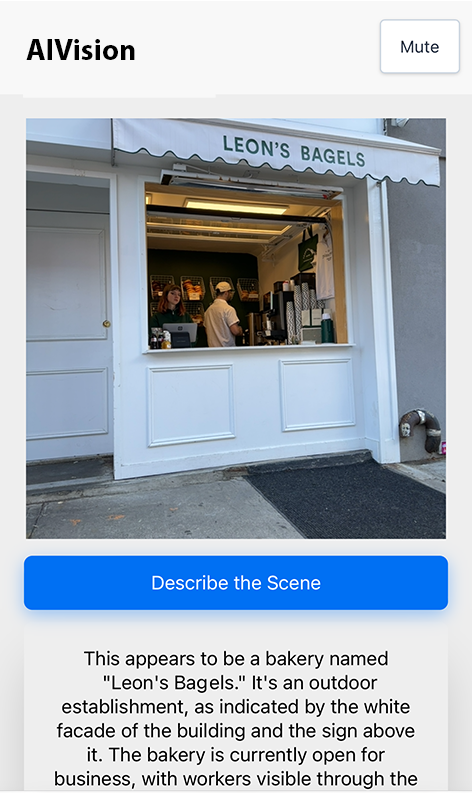 AIVision
Mute
LEON'S BAGELS
Describe the Scene
This appears to be a bakery named
"Leon's Bagels." It's an outdoor
establishment, as indicated by the white
facade of the building and the sign above
it. The bakery is currently open for
business, with workers visible through the